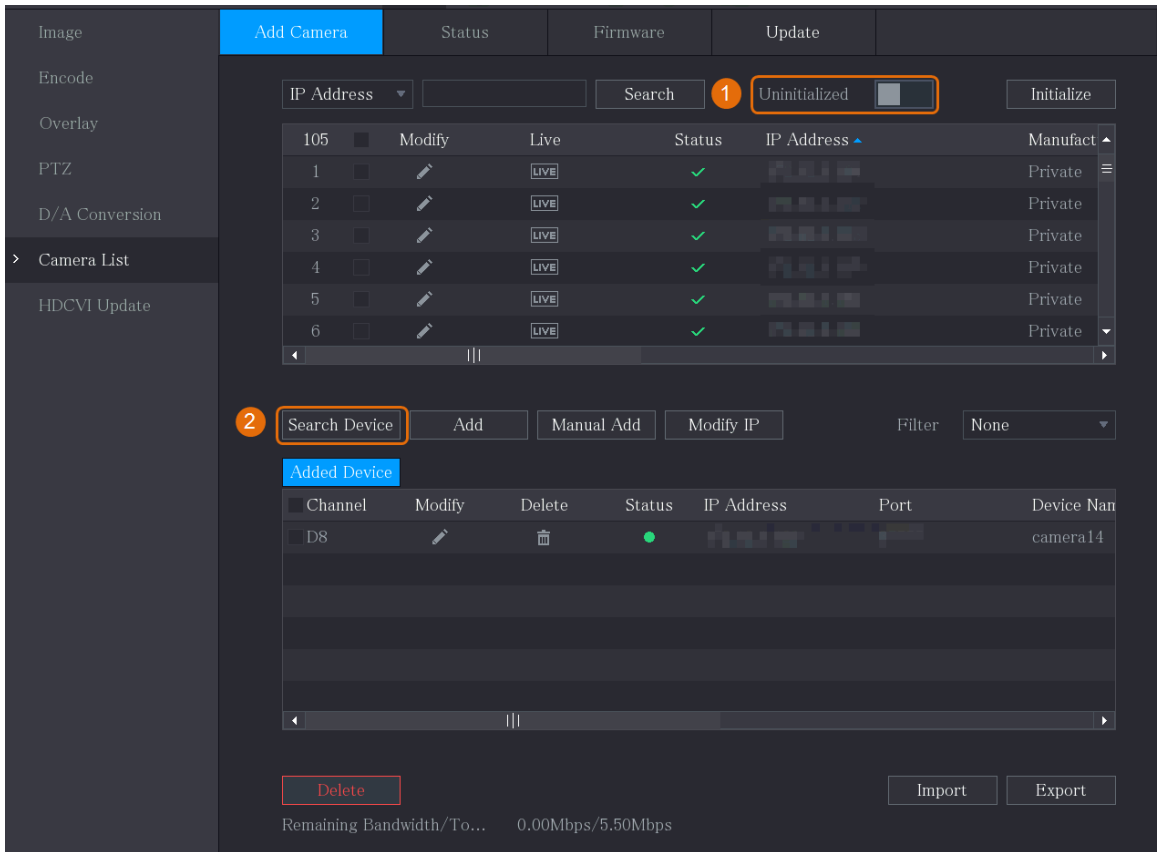 Image
Encode
Overlay
PTZ
D/A Conversion
Camera List
HDCVI Update
Add Camera Status Firmware Update
IP Address Search 1 Uninitialized Initialize
105 Modify Live Status IP Address Manufact
1 LIVE Private
2 LIVE Private
3 LIVE Private
4 LIVE Private
5 LIVE Private
6 LIVE Private
2 Search Device Add Manual Add Modify IP Filter None
Added Device
Channel Modify Delete Status IP Address Port Device Nam
D8 camera14
Delete Import Export
Remaining Bandwidth/To... 0.00Mbps/5.50Mbps